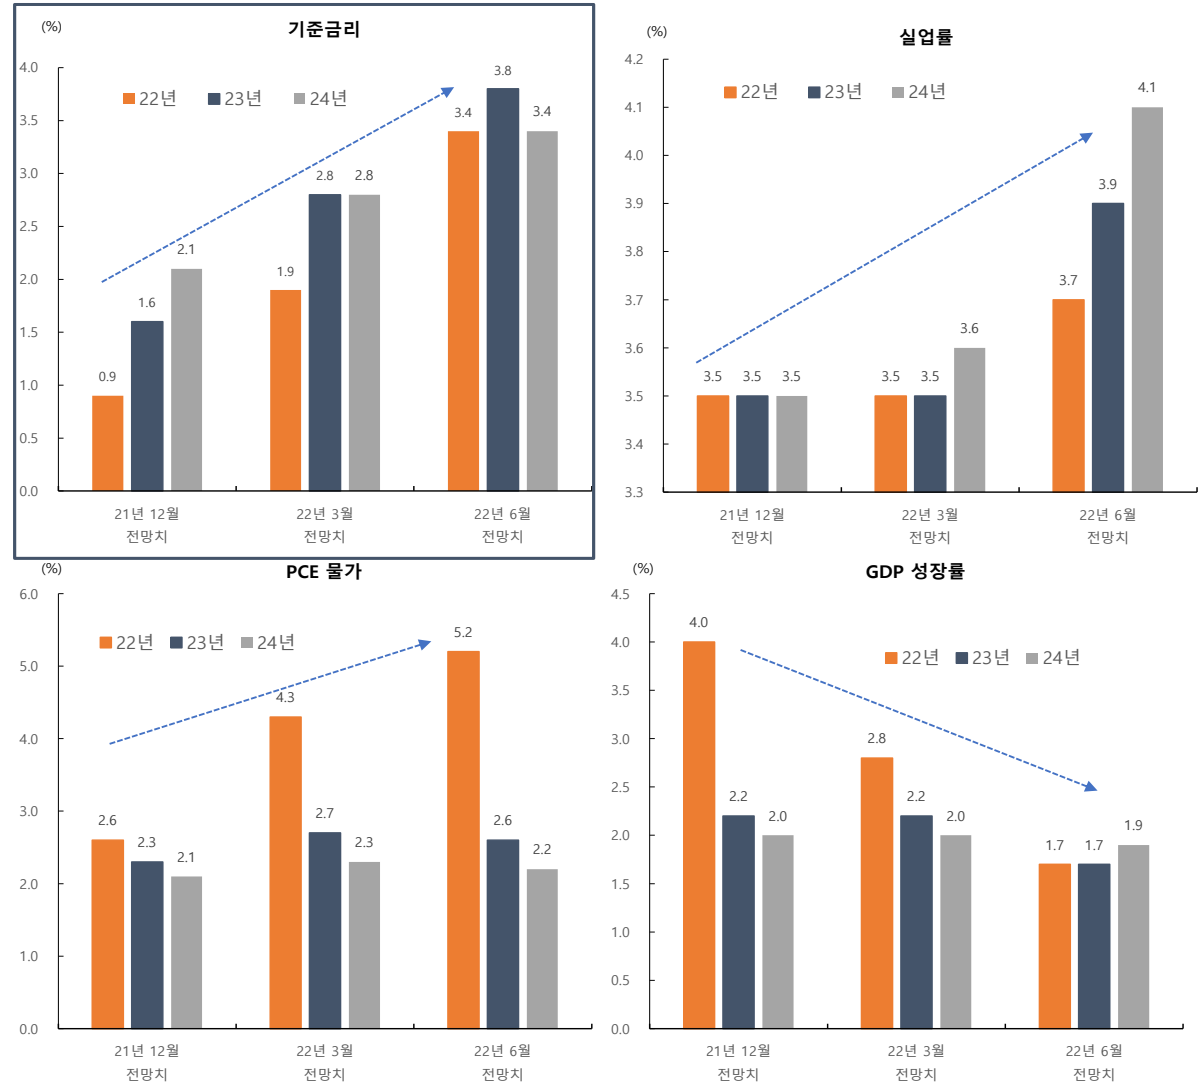 (%)
기준금리
22년 23년 24년
4.0
3.5
3.0
2.5
2.0
1.5
1.0
0.5
0.0
0.9
1.6
2.1
1.9
2.8
2.8
3.4
3.8
3.4
21년 12월
전망치
22년 3월
전망치
22년 6월
전망치
(%)
실업률
22년 23년 24년
4.2
4.1
4.0
3.9
3.8
3.7
3.6
3.5
3.4
3.3
3.5
3.5
3.5
3.5
3.5
3.6
3.7
3.9
4.1
21년 12월
전망치
22년 3월
전망치
22년 6월
전망치
(%)
PCE 물가
22년 23년 24년
6.0
5.0
4.0
3.0
2.0
1.0
0.0
2.6
2.3
2.1
4.3
2.7
2.3
5.2
2.6
2.2
21년 12월
전망치
22년 3월
전망치
22년 6월
전망치
(%)
GDP 성장률
22년 23년 24년
4.5
4.0
3.5
3.0
2.5
2.0
1.5
1.0
0.5
0.0
4.0
2.2
2.0
2.8
2.2
2.0
1.7
1.7
1.9
21년 12월
전망치
22년 3월
전망치
22년 6월
전망치